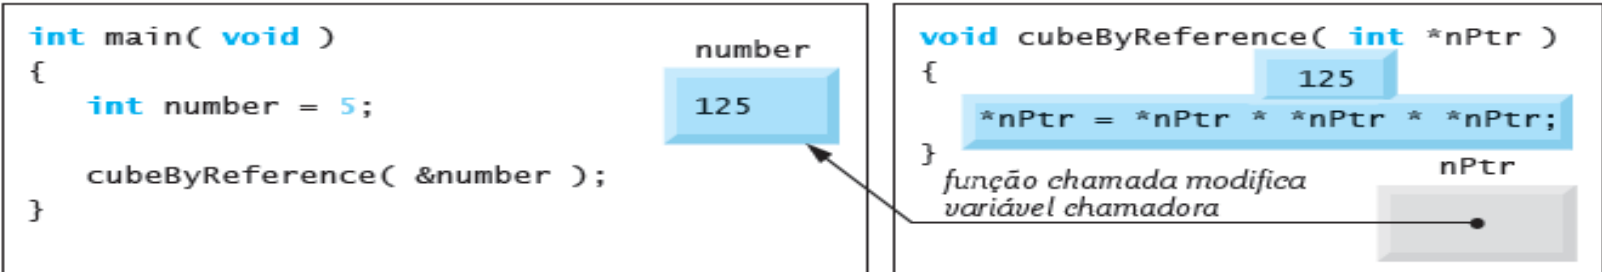 int main( void )
{
int number = 5;
cubeByReference( &number );
}
number
125
void cubeByReference( int *nPtr )
{
125
*nPtr = *nPtr * *nPtr * *nPtr;
}
função chamada modifica
variável chamadora
nPtr